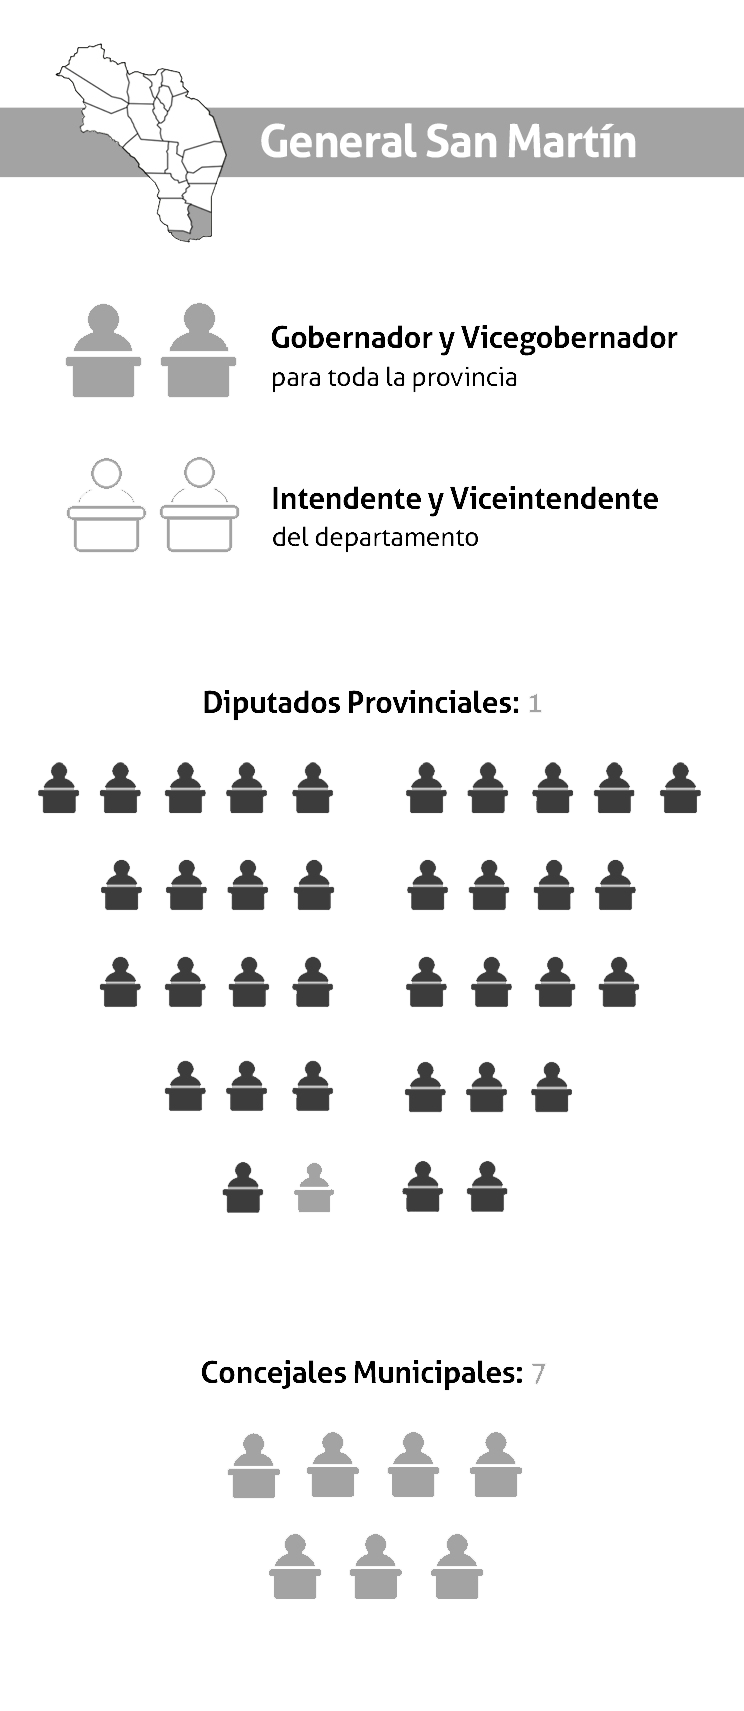 General San Martín
Gobernador y Vicegobernador
para toda la provincia
Intendente y Viceintendente
del departamento
Diputados Provinciales: 1
Concejales Municipales: 7